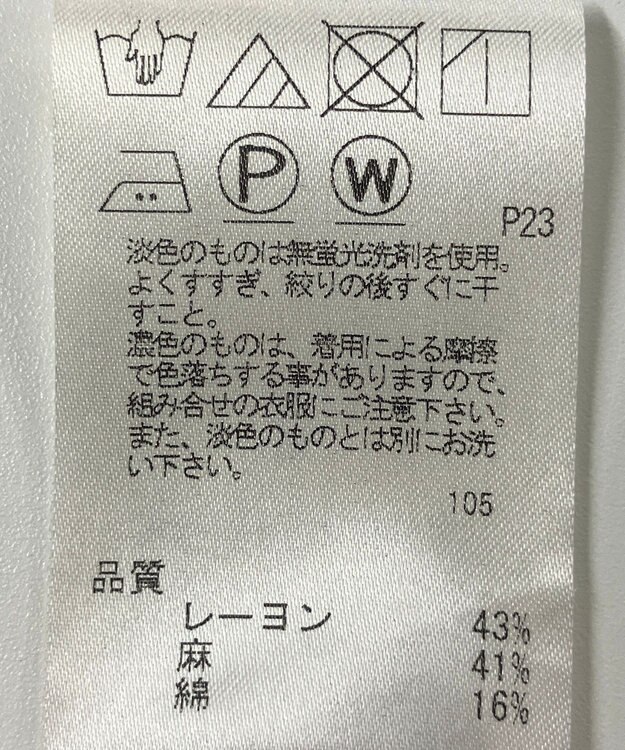 P
W
P23
淡色のものは無蛍光洗剤を使用。
よくすすぎ、絞りの後すぐに干
すこと。
濃色のものは、着用による摩擦
で色落ちする事がありますので、
組み合せの衣服にご注意下さい。
また、淡色のものとは別にお洗
い下さい。
105
品質
レーヨン 43%
麻 41%
綿 16%